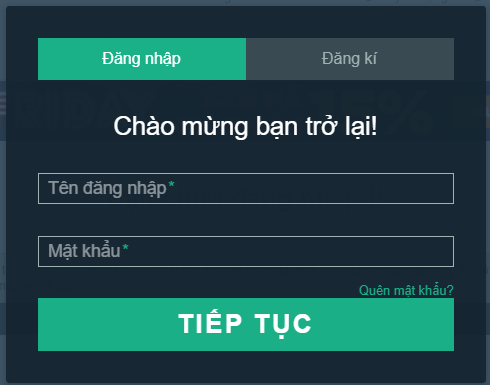 Đăng nhập
Đăng kí
Chào mừng bạn trở lại!
Tên đăng nhập*
Mật khẩu*
Quên mật khẩu?
TIẾP TỤC